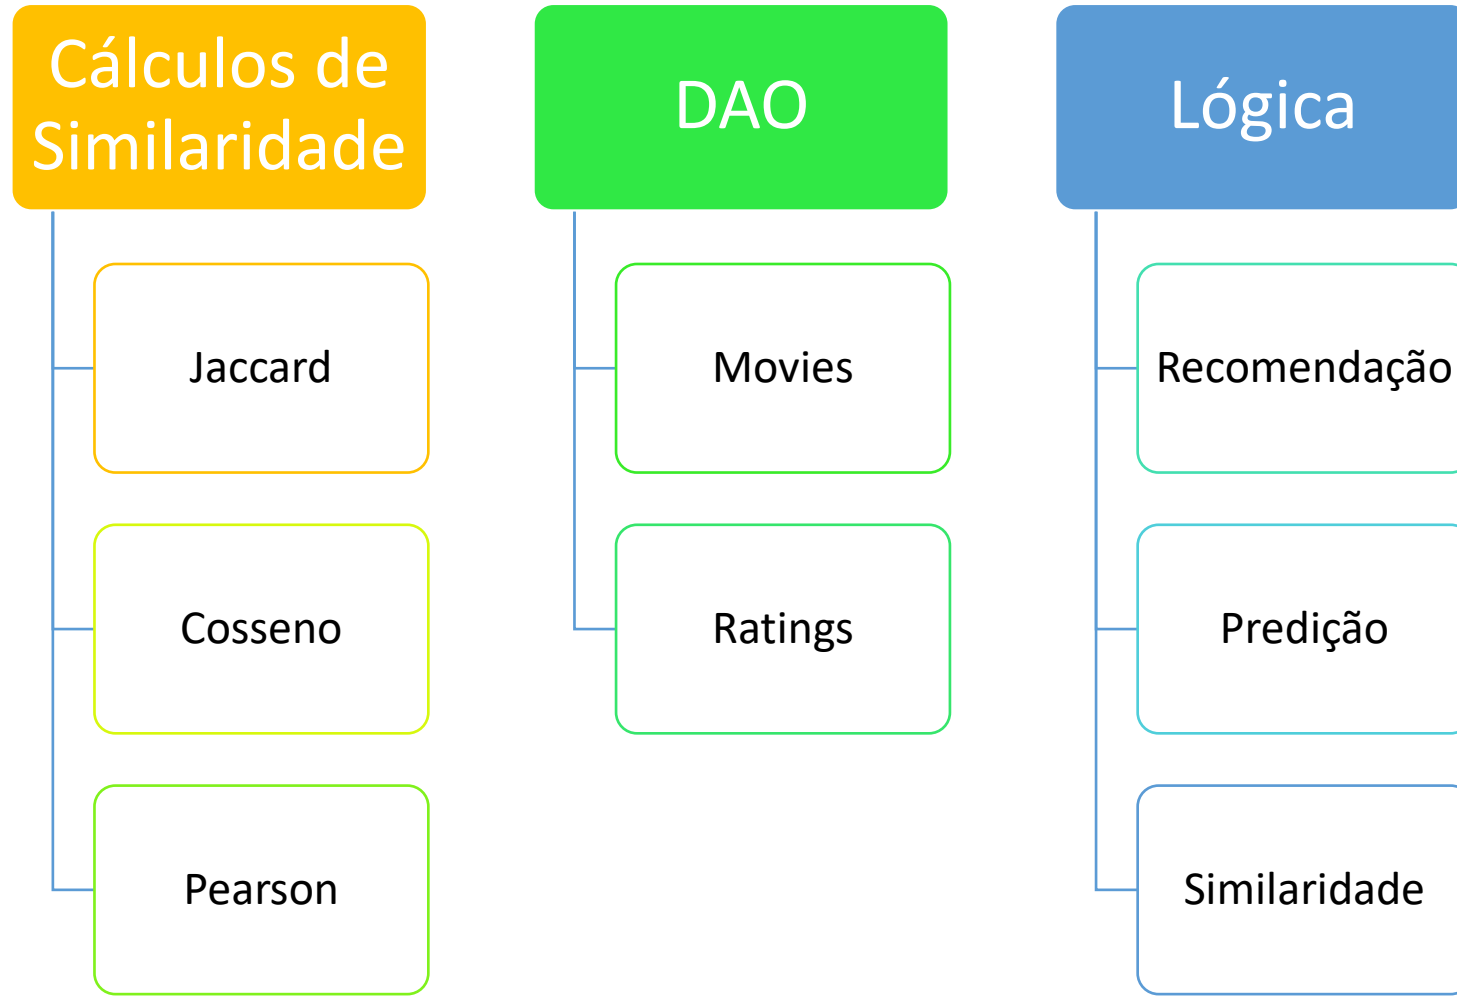 Cálculos de
Similaridade
Jaccard
Cosseno
Pearson
DAO
Movies
Ratings
Lógica
Recomendação
Predição
Similaridade